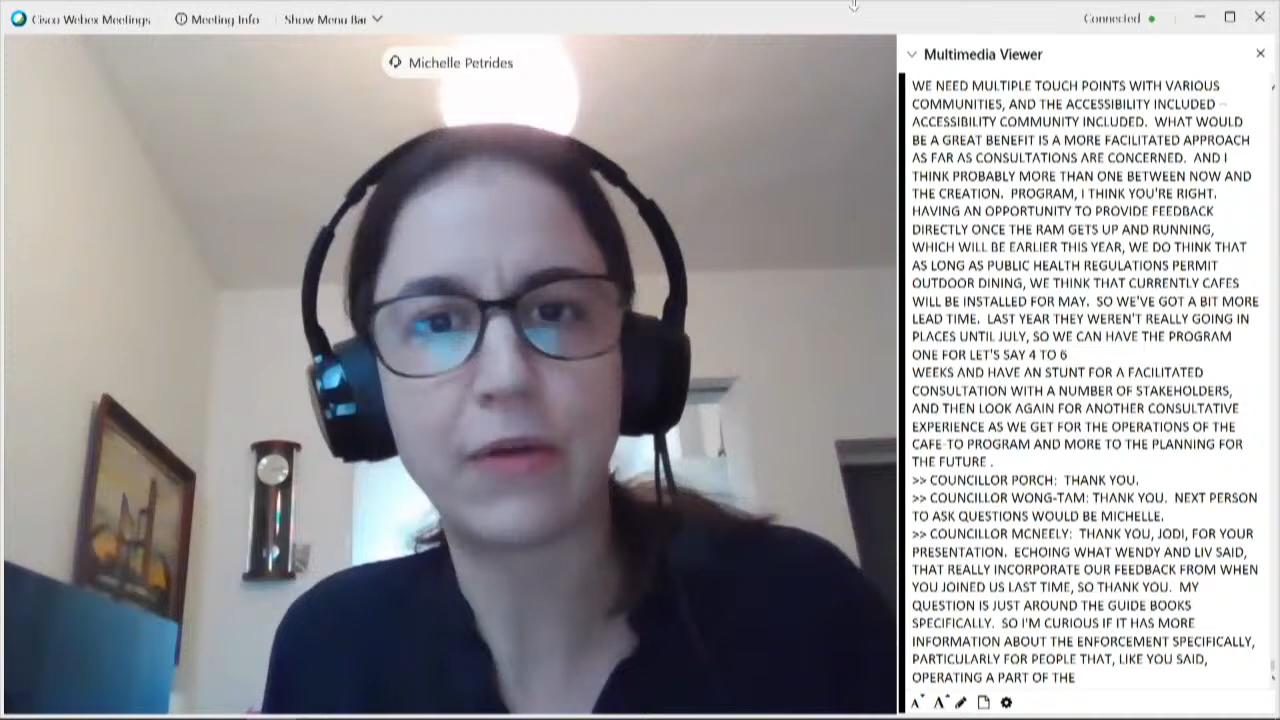 Cisco Webex Meetings
Meeting Info
Show Menu Bar
Connected
Michelle Petrides
Multimedia Viewer
WE NEED MULTIPLE TOUCH POINTS WITH VARIOUS
COMMUNITIES, AND THE ACCESSIBILITY INCLUDED --
ACCESSIBILITY COMMUNITY INCLUDED. WHAT WOULD
BE A GREAT BENEFIT IS A MORE FACILITATED APPROACH
AS FAR AS CONSULTATIONS ARE CONCERNED. AND I
THINK PROBABLY MORE THAN ONE BETWEEN NOW AND
THE CREATION. PROGRAM, I THINK YOU'RE RIGHT.
HAVING AN OPPORTUNITY TO PROVIDE FEEDBACK
DIRECTLY ONCE THE RAM GETS UP AND RUNNING,
WHICH WILL BE EARLIER THIS YEAR, WE DO THINK THAT
AS LONG AS PUBLIC HEALTH REGULATIONS PERMIT
OUTDOOR DINING, WE THINK THAT CURRENTLY CAFES
WILL BE INSTALLED FOR MAY. SO WE'VE GOT A BIT MORE
LEAD TIME. LAST YEAR THEY WEREN'T REALLY GOING IN
PLACES UNTIL JULY, SO WE CAN HAVE THE PROGRAM
ONE FOR LET'S SAY 4 TO 6
WEEKS AND HAVE AN STUNT FOR A FACILITATED
CONSULTATION WITH A NUMBER OF STAKEHOLDERS,
AND THEN LOOK AGAIN FOR ANOTHER CONSULTATIVE
EXPERIENCE AS WE GET FOR THE OPERATIONS OF THE
CAFE-TO PROGRAM AND MORE TO THE PLANNING FOR
THE FUTURE .
>> COUNCILLOR PORCH: THANK YOU.
>> COUNCILLOR WONG-TAM: THANK YOU. NEXT PERSON
TO ASK QUESTIONS WOULD BE MICHELLE.
>> COUNCILLOR MCNEELY: THANK YOU, JODI, FOR YOUR
PRESENTATION. ECHOING WHAT WENDY AND LIV SAID,
THAT REALLY INCORPORATE OUR FEEDBACK FROM WHEN
YOU JOINED US LAST TIME, SO THANK YOU. MY
QUESTION IS JUST AROUND THE GUIDE BOOKS
SPECIFICALLY. SO I'M CURIOUS IF IT HAS MORE
INFORMATION ABOUT THE ENFORCEMENT SPECIFICALLY,
PARTICULARLY FOR PEOPLE THAT, LIKE YOU SAID,
OPERATING A PART OF THE